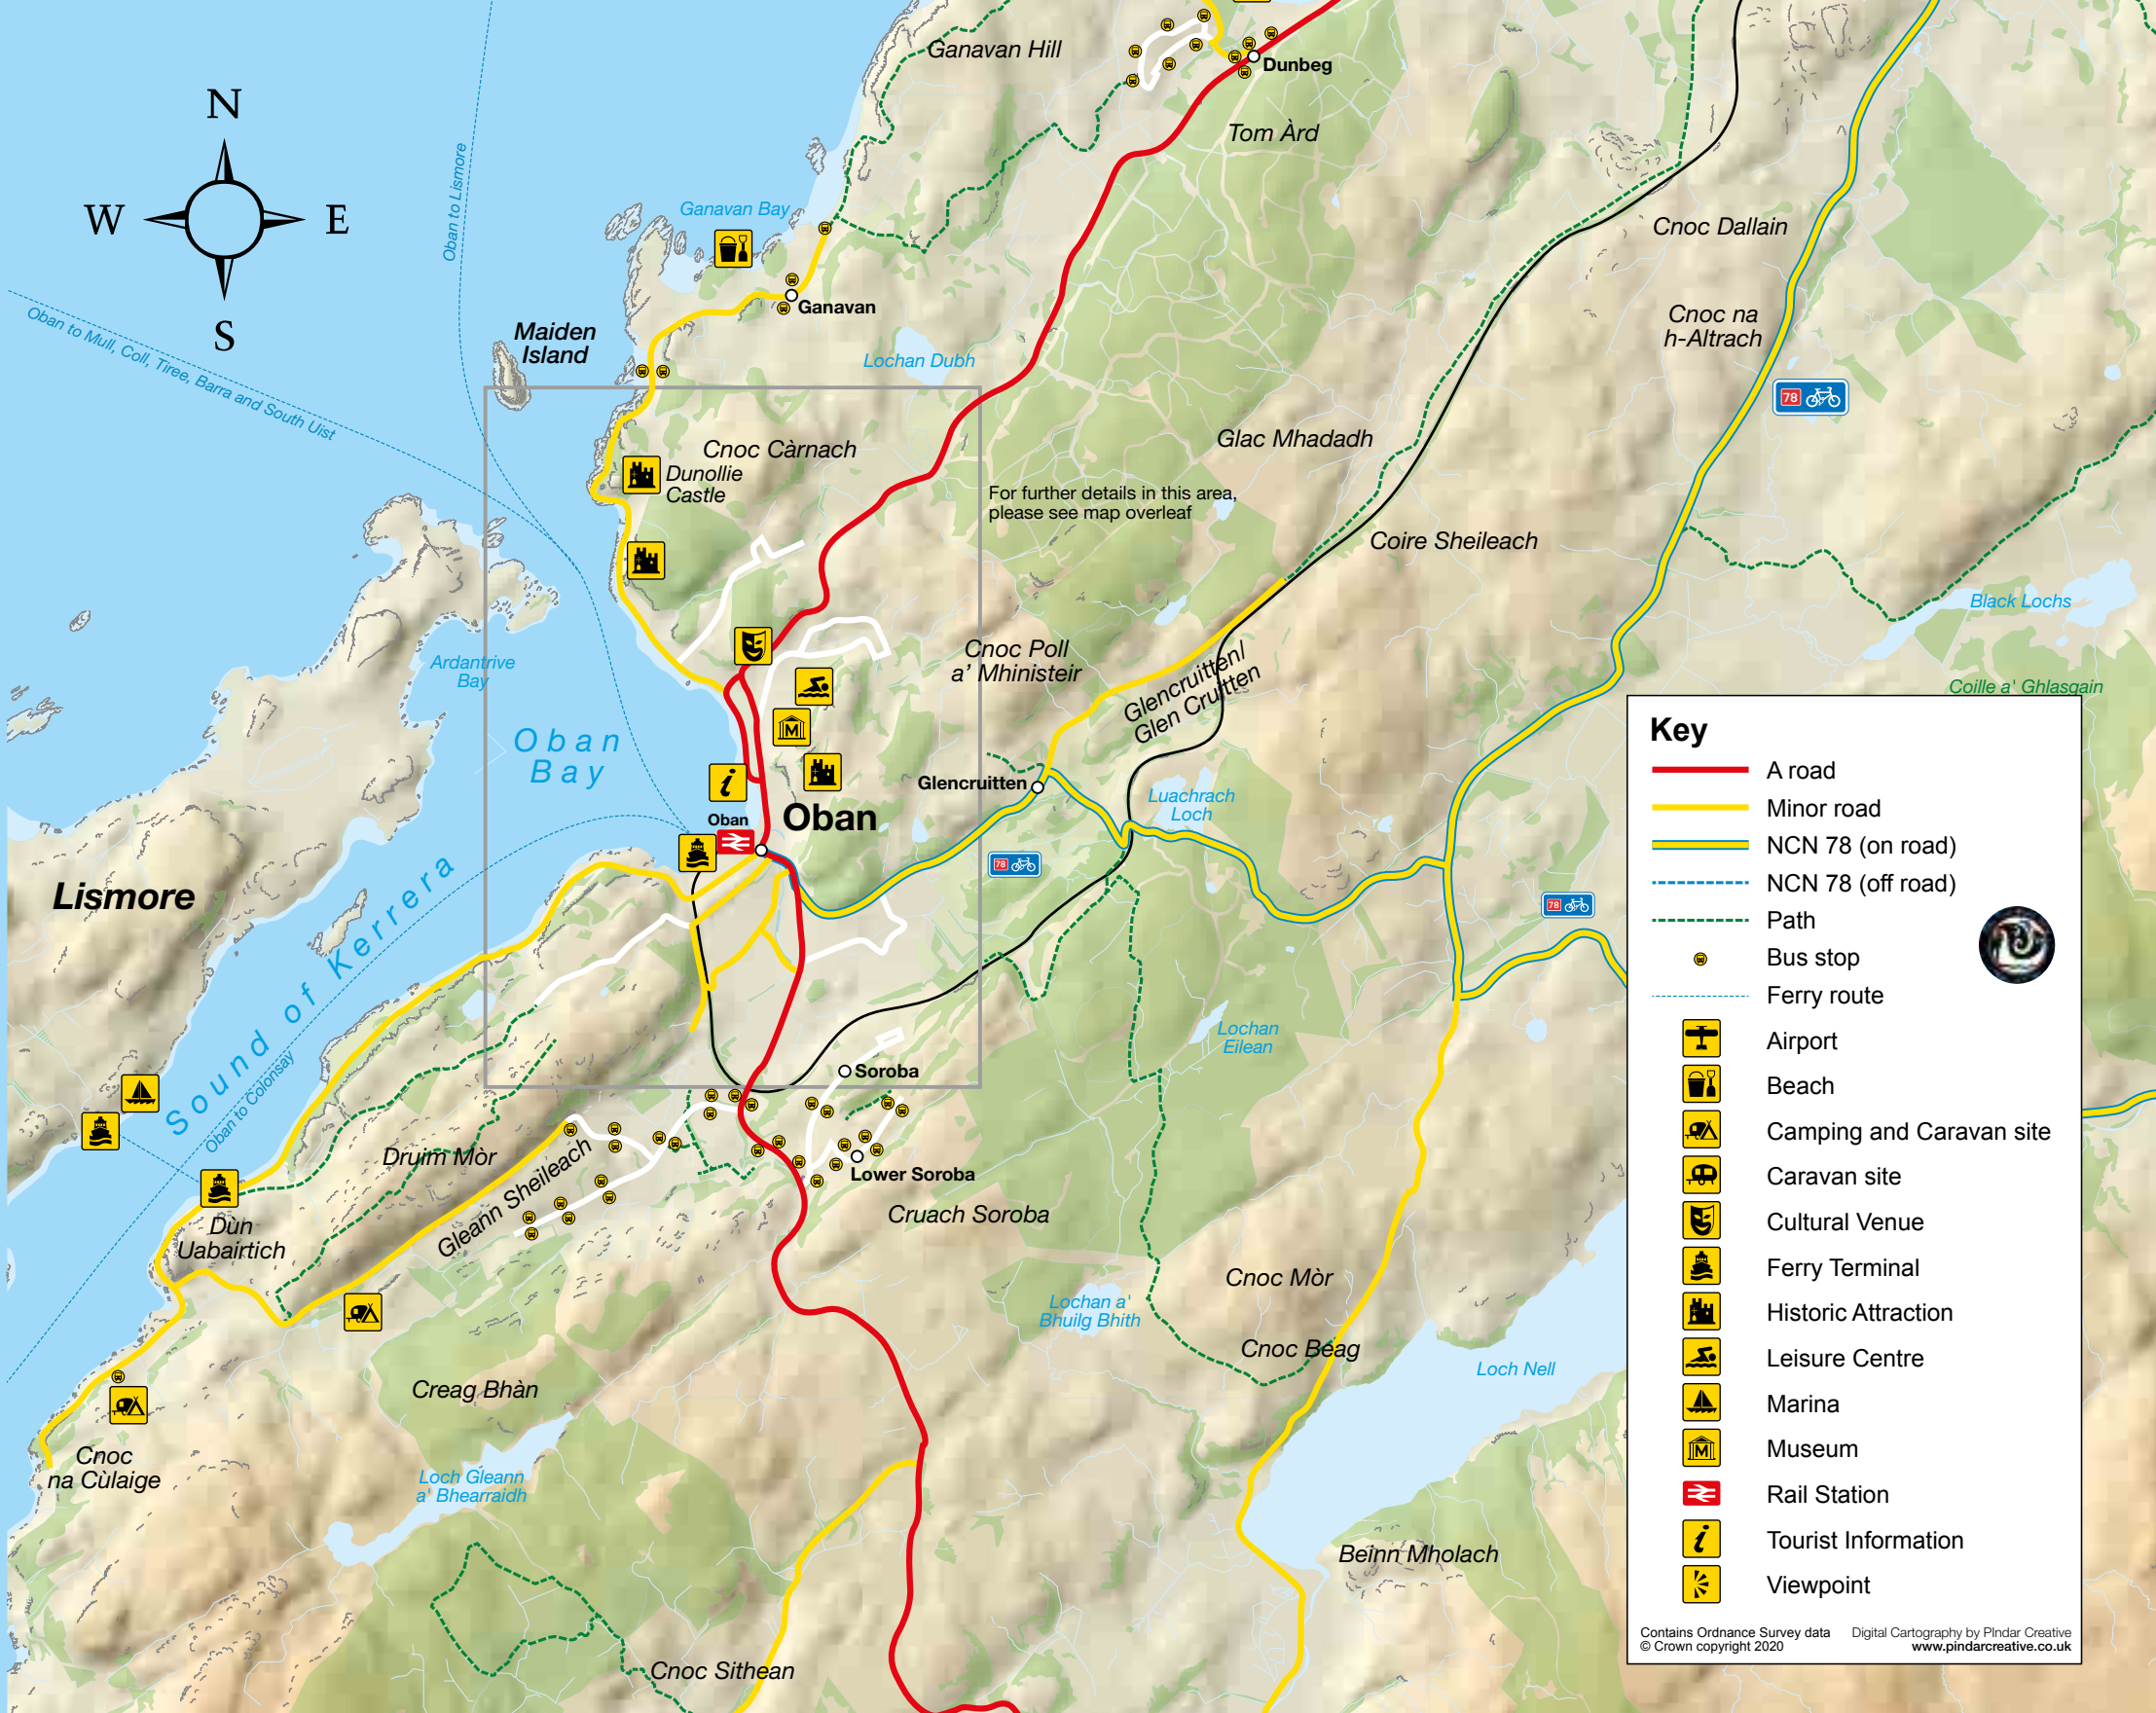 Ganavan Hill
Dunbeg
Tom Àrd
N
W
E
S
Oban to Lismore
Ganavan Bay
Cnoc Dallain
Ganavan
Oban to Mull, Coll, Tiree, Barra and South Uist
Maiden
Island
Lochan Dubh
Cnoc na
h-Altrach
78
Cnoc Càrnach
Dunollie
Castle
Glac Mhadadh
For further details in this area,
please see map overleaf
Coire Sheileach
Black Lochs
Ardantrive
Bay
Cnoc Poll
a' Mhinisteir
Glencruitten/
Glen Cruitten
Coille a' Ghlasgain
Oban
Bay
M
i
Glencruitten
Luachrach
Loch
Oban
Oban
78
78
Lismore
Sound of Kerrera
Oban to Colonsay
Lochan
Eilean
Soroba
Druim Mòr
Gleann Sheileach
Lower Soroba
Cruach Soroba
Dùn
Uabairtich
Cnoc Mòr
Lochan a'
Bhuilg Bhith
Cnoc Beag
Loch Nell
Creag Bhàn
Cnoc
na Cùlaige
Loch Gleann
a' Bhearraidh
Beinn Mholach
Cnoc Sithean
Key
A road
Minor road
NCN 78 (on road)
NCN 78 (off road)
Path
Bus stop
Ferry route
Airport
Beach
Camping and Caravan site
Caravan site
Cultural Venue
Ferry Terminal
Historic Attraction
Leisure Centre
Marina
M Museum
Rail Station
i Tourist Information
Viewpoint
Contains Ordnance Survey data
© Crown copyright 2020
Digital Cartography by PIndar Creative
www.pindarcreative.co.uk